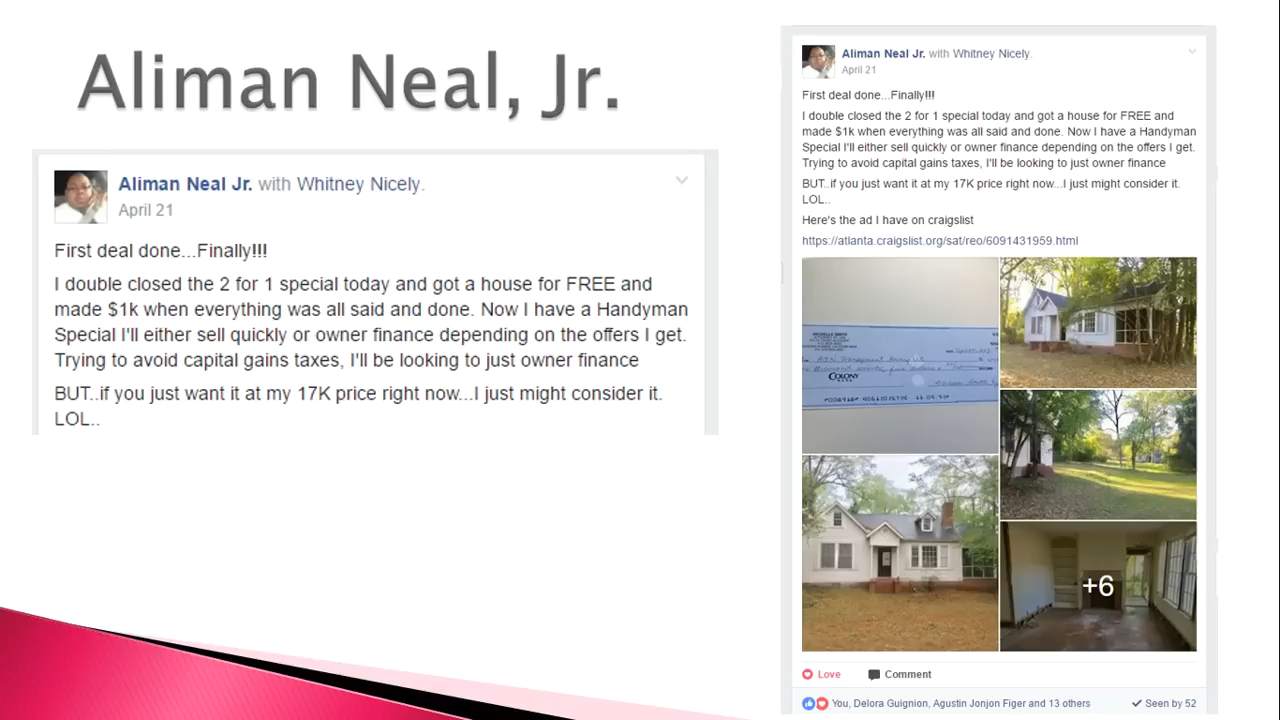 Aliman Neal, Jr.
Aliman Neal Jr. with Whitney Nicely.
April 21
First deal done...Finally!!!
I double closed the 2 for 1 special today and got a house for FREE and
made $1k when everything was all said and done. Now I have a Handyman
Special I'll either sell quickly or owner finance depending on the offers I get.
Trying to avoid capital gains taxes, I'll be looking to just owner finance
BUT..if you just want it at my 17K price right now...I just might consider it.
LOL..
Aliman Neal Jr. with Whitney Nicely.
April 21
First deal done...Finally!!!
I double closed the 2 for 1 special today and got a house for FREE and
made $1k when everything was all said and done. Now I have a Handyman
Special I'll either sell quickly or owner finance depending on the offers I get.
Trying to avoid capital gains taxes, I'll be looking to just owner finance
BUT..if you just want it at my 17K price right now...I just might consider it.
LOL..
Here's the ad I have on craigslist
https://atlanta.craigslist.org/sat/reo/6091431959.html
COLONY
+6
Love Comment
You, Delora Guignion, Agustin Jonjon Figer and 13 others Seen by 52